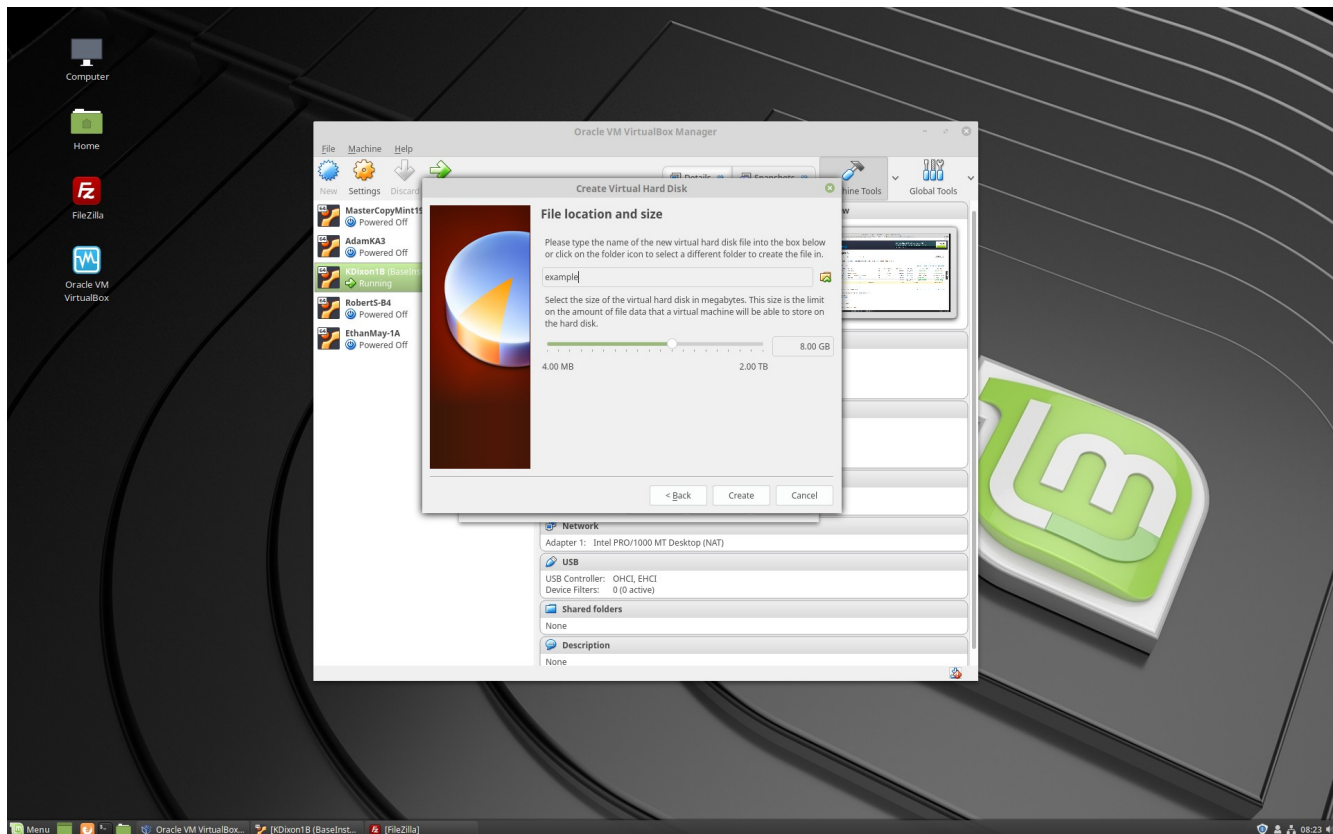 Computer
Home
FileZilla
Oracle VM
VirtualBox
Oracle VM VirtualBox Manager
File Machine Help
New Settings Discard
Machine Tools
Global Tools
MasterCopyMint19
Powered Off
AdamKA3
Powered Off
KDixon1B (BaseInst
Running
RobertS-B4
Powered Off
EthanMay-1A
Powered Off
Create Virtual Hard Disk
File location and size
Please type the name of the new virtual hard disk file into the box below
or click on the folder icon to select a different folder to create the file in.
example
Select the size of the virtual hard disk in megabytes. This size is the limit
on the amount of file data that a virtual machine will be able to store on
the hard disk.
8.00 GB
4.00 MB 2.00 TB
< Back Create Cancel
Network
Adapter 1: Intel PRO/1000 MT Desktop (NAT)
USB
USB Controller: OHCI, EHCI
Device Filters: 0 (0 active)
Shared folders
None
Description
None
Menu Oracle VM VirtualBox... [KDixon1B (BaseInst... [FileZilla] 08:23